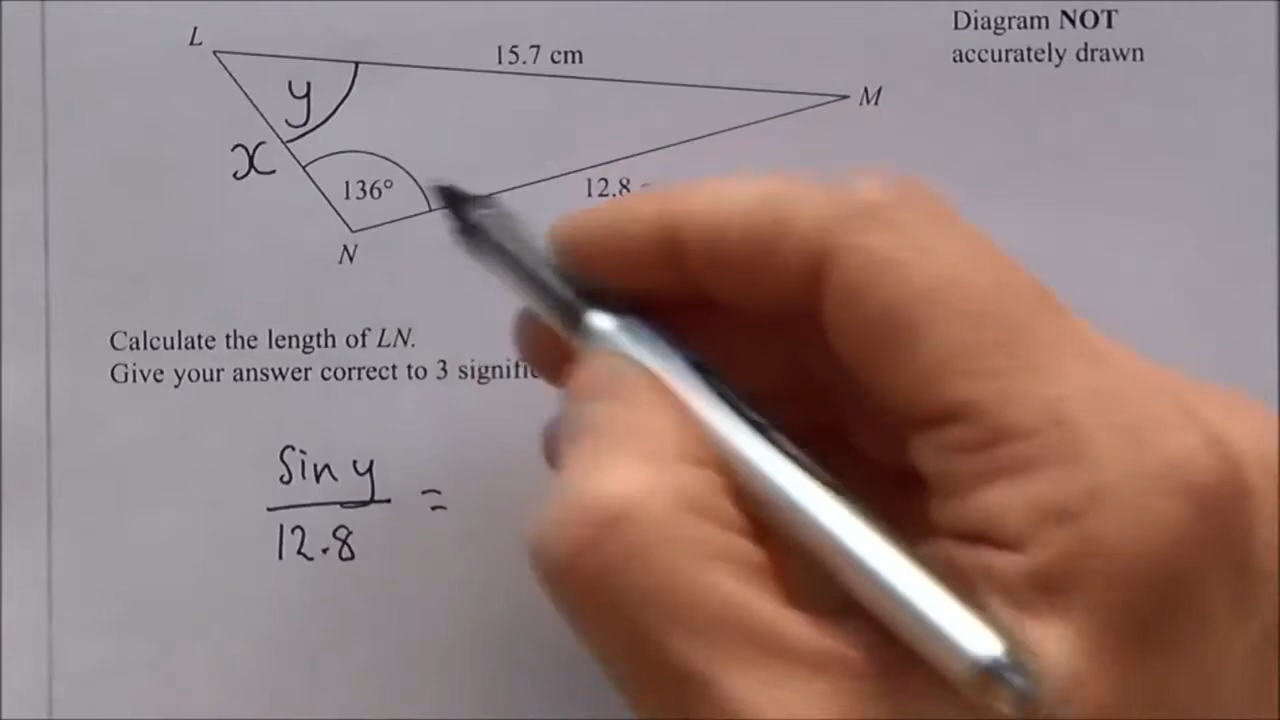 L
15.7 cm
Diagram NOT
accurately drawn
y
M
x
136°
12.8
N
Calculate the length of LN.
Give your answer correct to 3
sin y
12.8
=